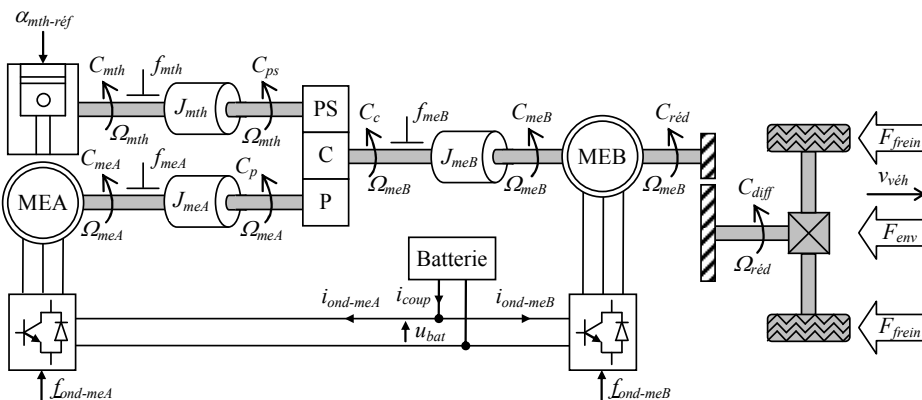 α_mth-réf
C_mth f_mth C_ps
J_mth PS
Ω_mth Ω_mth
C_c f_meB C_meB C_réd
C J_meB MEB
Ω_meB Ω_meB Ω_meB
C_meA f_meA C_p
MEA J_meA P
Ω_meA Ω_meA
C_diff
Ω_réd
F_frein
v_véh
F_env
F_frein
Batterie
i_ond-meA i_coup i_ond-meB
u_bat
f_ond-meA f_ond-meB